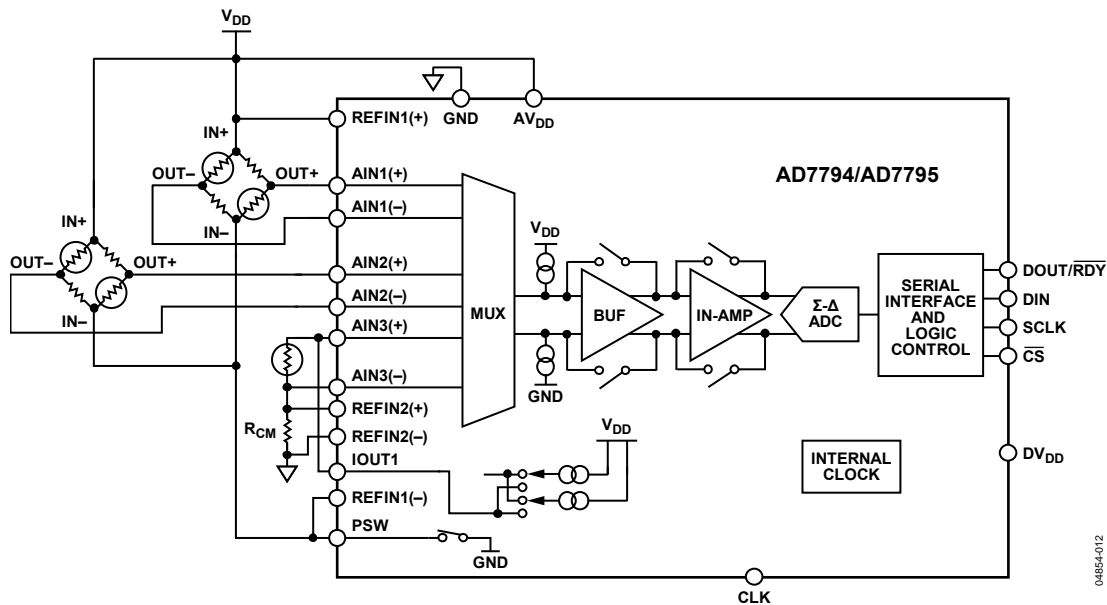 VDD
GND
AVDD
REFIN1(+)
IN+
OUT–
OUT+
IN–
AIN1(+)
AIN1(–)
AD7794/AD7795
IN+
OUT–
OUT+
IN–
AIN2(+)
AIN2(–)
AIN3(+)
AIN3(–)
REFIN2(+)
RCM
REFIN2(–)
IOUT1
REFIN1(–)
PSW
MUX
VDD
GND
BUF
IN-AMP
Σ-Δ
ADC
SERIAL
INTERFACE
AND
LOGIC
CONTROL
DOUT/RDY
DIN
SCLK
CS
VDD
INTERNAL
CLOCK
DVDD
GND
CLK
04854-012